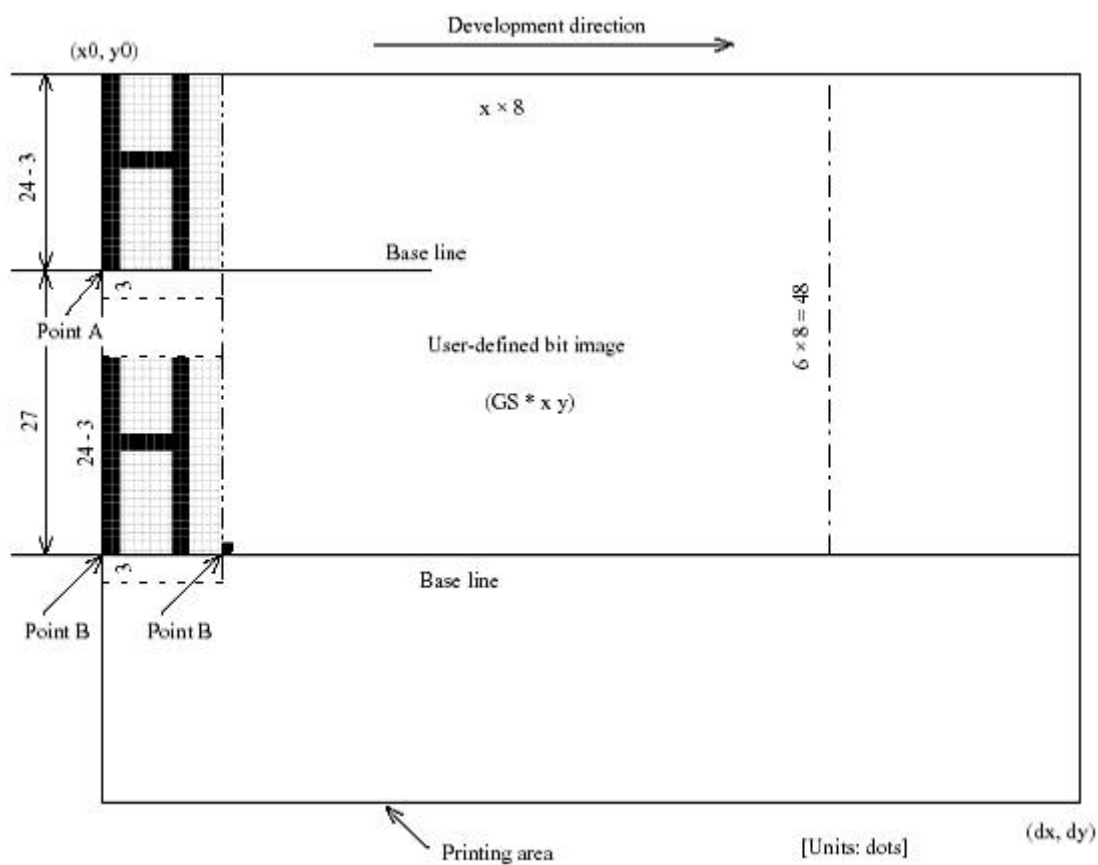 Development direction
(x0, y0)
x × 8
24 - 3
Base line
3
Point A
6 × 8 = 48
User-defined bit image
(GS * x y)
27
24 - 3
3
Base line
Point B
Point B
(dx, dy)
Printing area
[Units: dots]